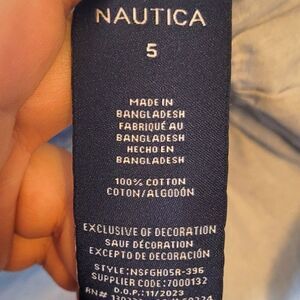 NAUTICA
5
MADE IN
BANGLADESH
FABRIQUÉ AU
BANGLADESH
HECHO EN
BANGLADESH
100% COTTON
COTON/ALGODÓN
EXCLUSIVE OF DECORATION
SAUF DÉCORATION
EXCEPTO DE DECORACIÓN
STYLE:NSFGH05R-396
SUPPLIER CODE:7000132
D.O.P.:11/2023
RN#